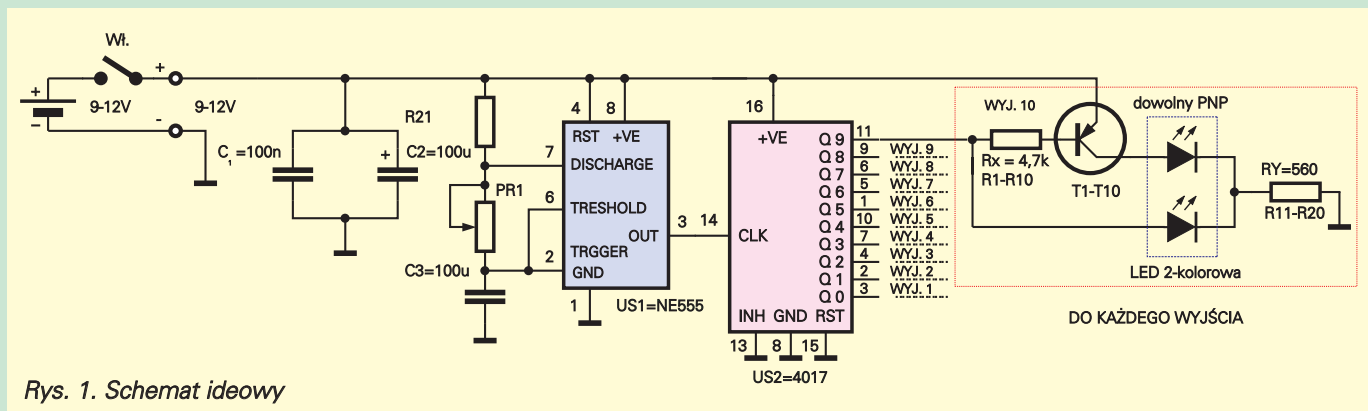 Wł.
+
+
9-12V
9-12V
−
-
C1 =100n
+
C2=100u
R21
PR1
C3=100u
4
8
RST +VE
7
DISCHARGE
6
TRESHOLD
OUT
3
2
TRGGER
GND
1
US1=NE555
16
+VE
14
CLK
Q 9
11
Q 8
9
WYJ. 9
Q 7
6
WYJ. 8
Q 6
5
WYJ. 7
Q 5
1
WYJ. 6
Q 4
10
WYJ. 5
Q 3
7
WYJ. 4
Q 2
4
WYJ. 3
Q 1
2
WYJ. 2
Q 0
3
WYJ. 1
INH GND RST
13
8
15
US2=4017
WYJ. 10
Rx = 4,7k
R1-R10
dowolny PNP
T1-T10
RY=560
R11-R20
LED 2-kolorowa
DO KAŻDEGO WYJŚCIA
Rys. 1. Schemat ideowy